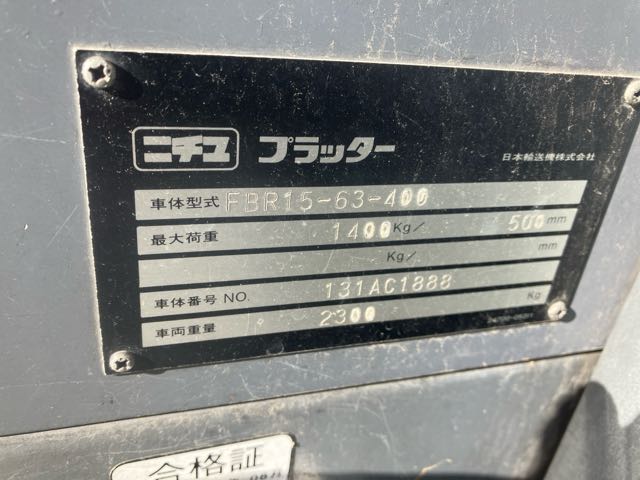 ニチユ プラッター 日本輸送機株式会社
車体型式 FBR15-63-400
最大荷重 1400 Kg/ 500 mm
Kg/ mm
車体番号 NO. 131AC1888
車両重量 2300 Kg
合格証